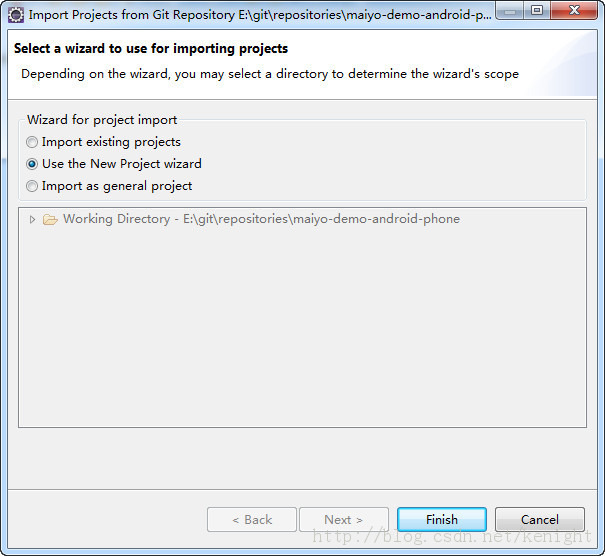 Import Projects from Git Repository E:\git\repositories\maiyo-demo-android-p...
Select a wizard to use for importing projects
Depending on the wizard, you may select a directory to determine the wizard's scope
Wizard for project import
Import existing projects
Use the New Project wizard
Import as general project
Working Directory - E:\git\repositories\maiyo-demo-android-phone
< Back
Next >
Finish
Cancel
http://blog.csdn.net/kenight